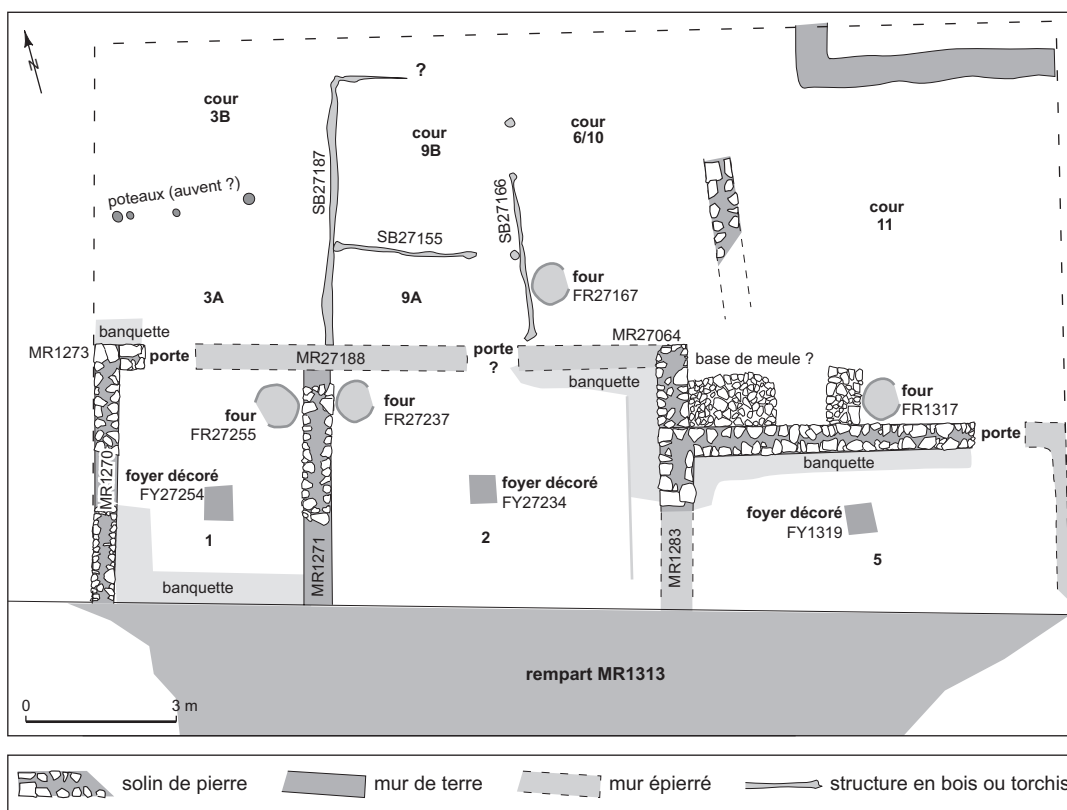 N
cour
3B
cour
9B
?
cour
6/10
cour
11
poteaux (auvent ?)
SB27187
SB27155
SB27166
3A
9A
four
FR27167
banquette
MR1273
porte
MR27188
porte
?
MR27064
banquette
base de meule ?
four
FR27255
four
FR27237
four
FR1317
porte
banquette
MR1270
foyer décoré
FY27254
foyer décoré
FY27234
foyer décoré
FY1319
1
2
5
banquette
MR1271
MR1283
rempart MR1313
0
3 m
solin de pierre
mur de terre
mur épierré
structure en bois ou torchis